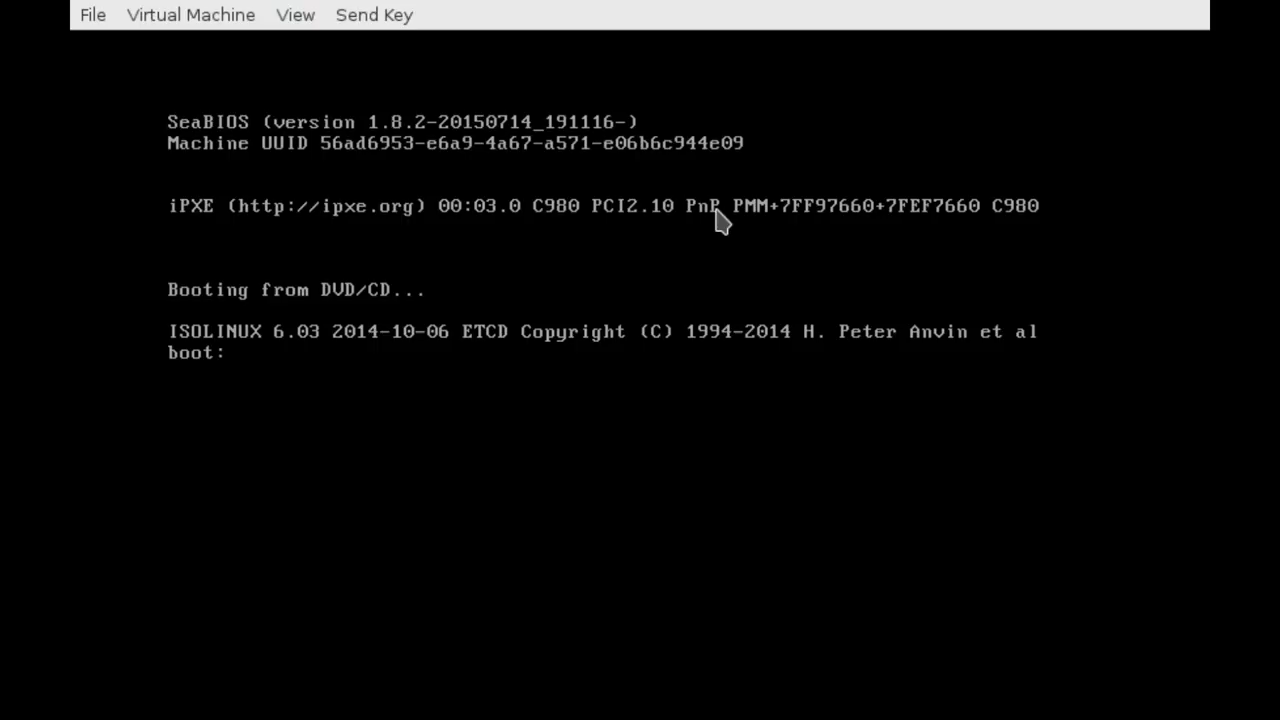 File Virtual Machine View Send Key
SeaBIOS (version 1.8.2-20150714_191116-)
Machine UUID 56ad6953-e6a9-4a67-a571-e06b6c944e09
iPXE (http://ipxe.org) 00:03.0 C980 PCI2.10 PnP PMM+7FF97660+7FEF7660 C980
Booting from DVD/CD...
ISOLINUX 6.03 2014-10-06 ETCD Copyright (C) 1994-2014 H. Peter Anvin et al
boot: